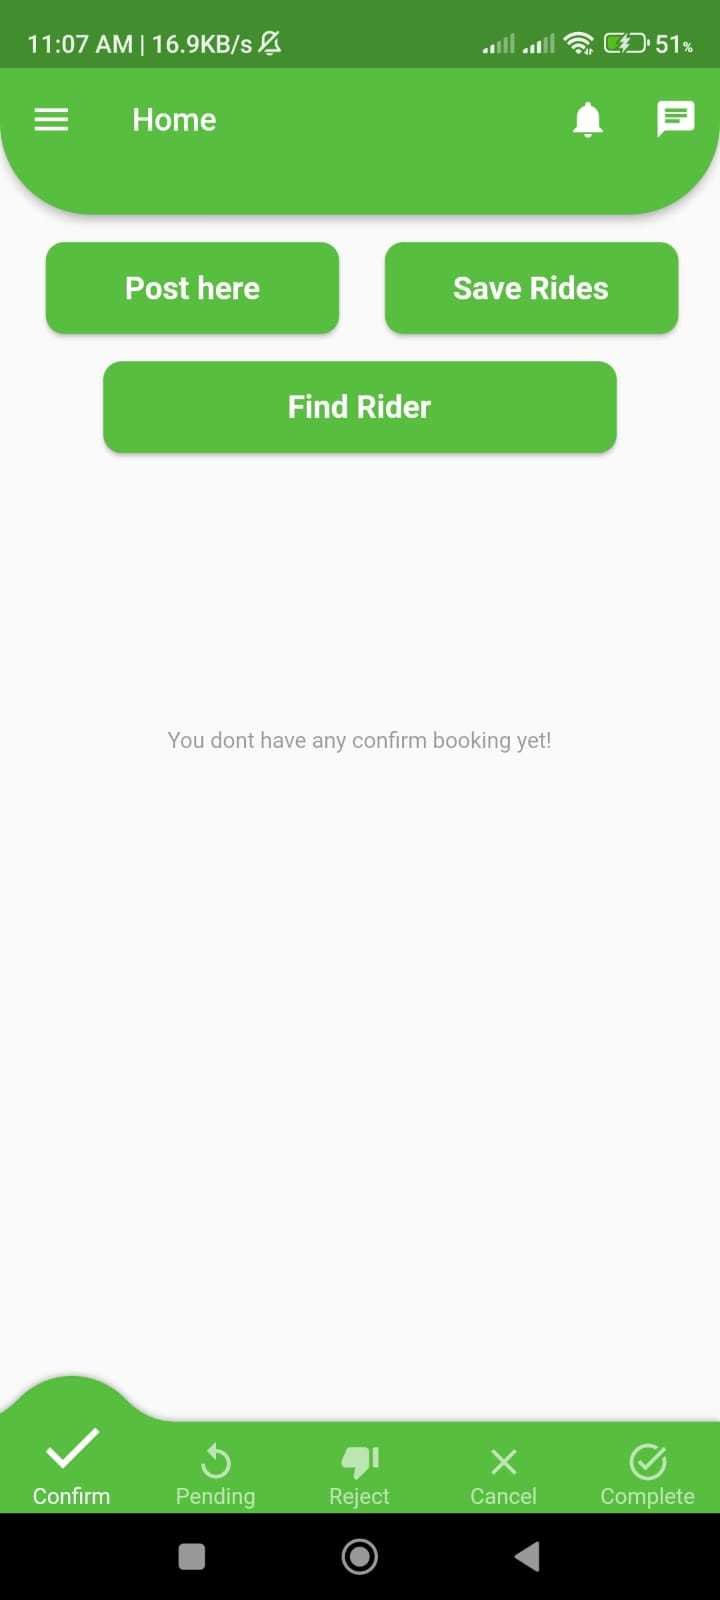 11:07 AM | 16.9KB/s 51%
Home
Post here Save Rides
Find Rider
You dont have any confirm booking yet!
Confirm Pending Reject Cancel Complete